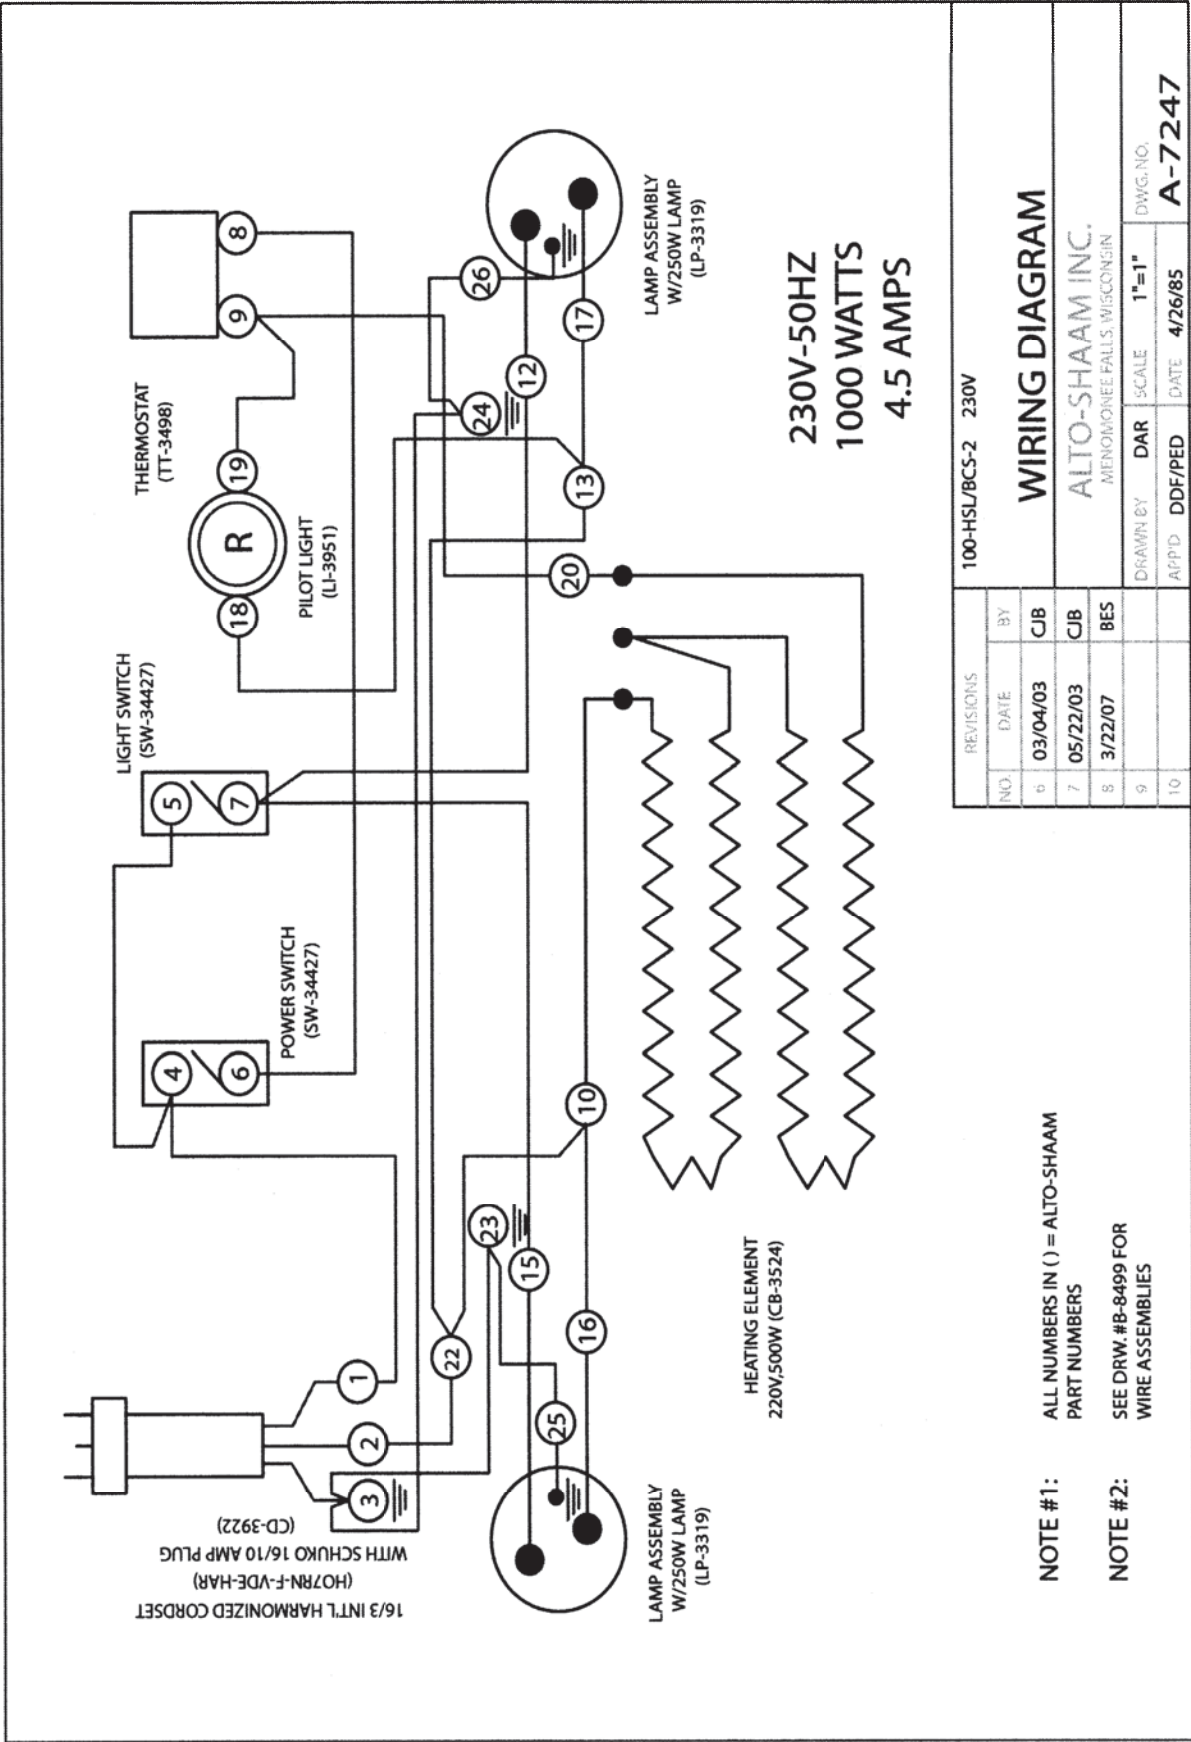 16/3 INT'L HARMONIZED CORDSET
(HO7RN-F-VDE-HAR)
WITH SCHUKO 16/10 AMP PLUG
(CD-3922)
1
2
3
POWER SWITCH
(SW-34427)
4
6
LIGHT SWITCH
(SW-34427)
5
7
PILOT LIGHT
(LI-3951)
18
R
19
THERMOSTAT
(TT-3498)
9
8
22
23
15
25
16
10
20
13
24
12
26
17
LAMP ASSEMBLY
W/250W LAMP
(LP-3319)
LAMP ASSEMBLY
W/250W LAMP
(LP-3319)
HEATING ELEMENT
220V,500W (CB-3524)
230V-50HZ
1000 WATTS
4.5 AMPS
NOTE #1: ALL NUMBERS IN ( ) = ALTO-SHAAM
PART NUMBERS
NOTE #2: SEE DRW. #B-8499 FOR
WIRE ASSEMBLIES
REVISIONS
NO. DATE BY
6 03/04/03 CJB
7 05/22/03 CJB
8 3/22/07 BES
9
10
100-HSL/BCS-2 230V
WIRING DIAGRAM
ALTO-SHAAM INC.
MENOMONEE FALLS, WISCONSIN
DRAWN BY DAR SCALE 1"=1" DWG. NO.
APP'D DDF/PED DATE 4/26/85 A-7247